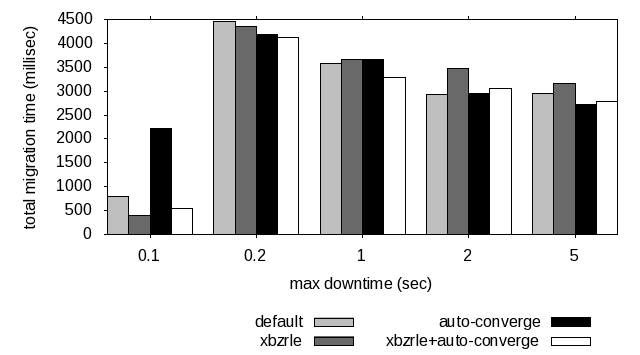 4500
4000
3500
3000
2500
2000
1500
1000
500
0
total migration time (millisec)
0.1 0.2 1 2 5
max downtime (sec)
default auto-converge
xbzrle xbzrle+auto-converge